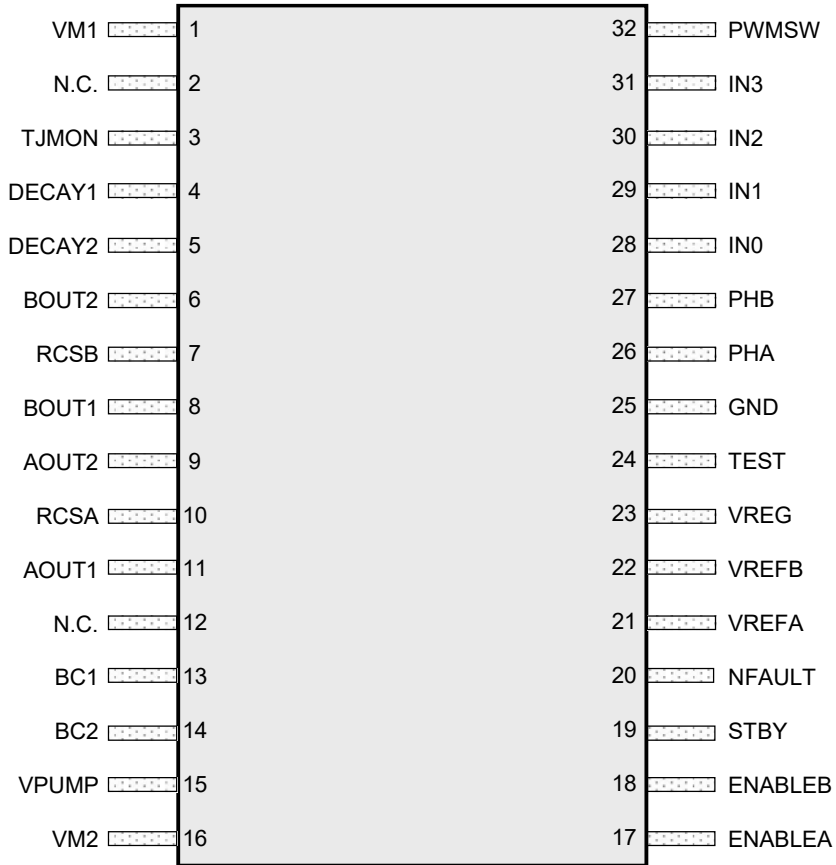 VM1 1 32 PWMSW
N.C. 2 31 IN3
TJMON 3 30 IN2
DECAY1 4 29 IN1
DECAY2 5 28 IN0
BOUT2 6 27 PHB
RCSB 7 26 PHA
BOUT1 8 25 GND
AOUT2 9 24 TEST
RCSA 10 23 VREG
AOUT1 11 22 VREFB
N.C. 12 21 VREFA
BC1 13 20 NFAULT
BC2 14 19 STBY
VPUMP 15 18 ENABLEB
VM2 16 17 ENABLEA